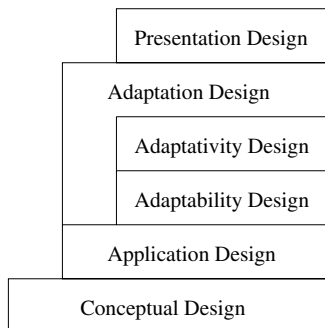 Presentation Design
Adaptation Design
Adaptativity Design
Adaptability Design
Application Design
Conceptual Design